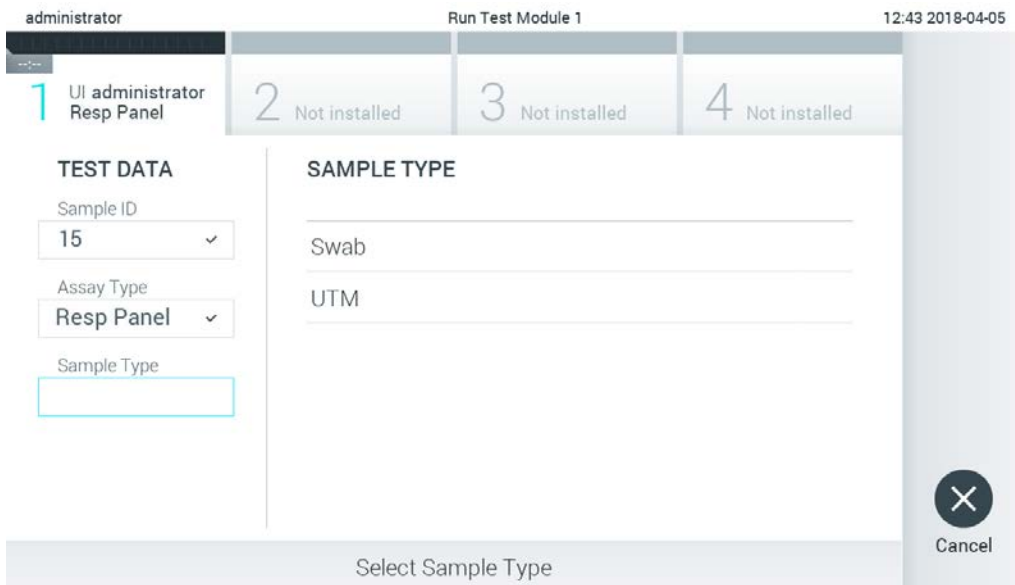 administrator
Run Test Module 1
12:43 2018-04-05
--:--
1
UI administrator
Resp Panel
2 Not installed
3 Not installed
4 Not installed
TEST DATA
Sample ID
15
Assay Type
Resp Panel
Sample Type
SAMPLE TYPE
Swab
UTM
Cancel
Select Sample Type